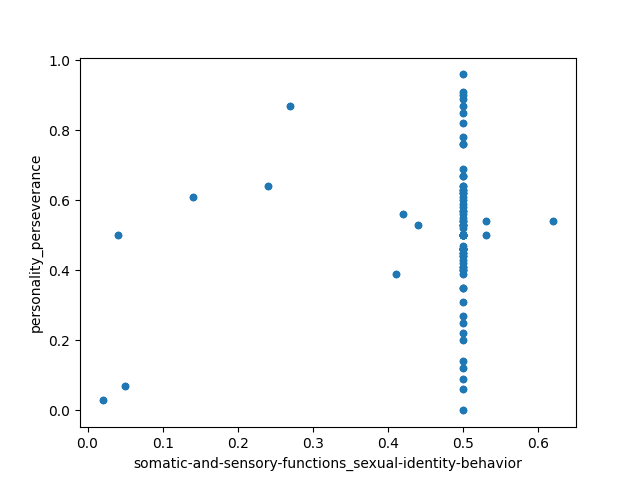 1.0
0.8
0.6
0.4
0.2
0.0
personality_perseverance
0.0 0.1 0.2 0.3 0.4 0.5 0.6
somatic-and-sensory-functions_sexual-identity-behavior